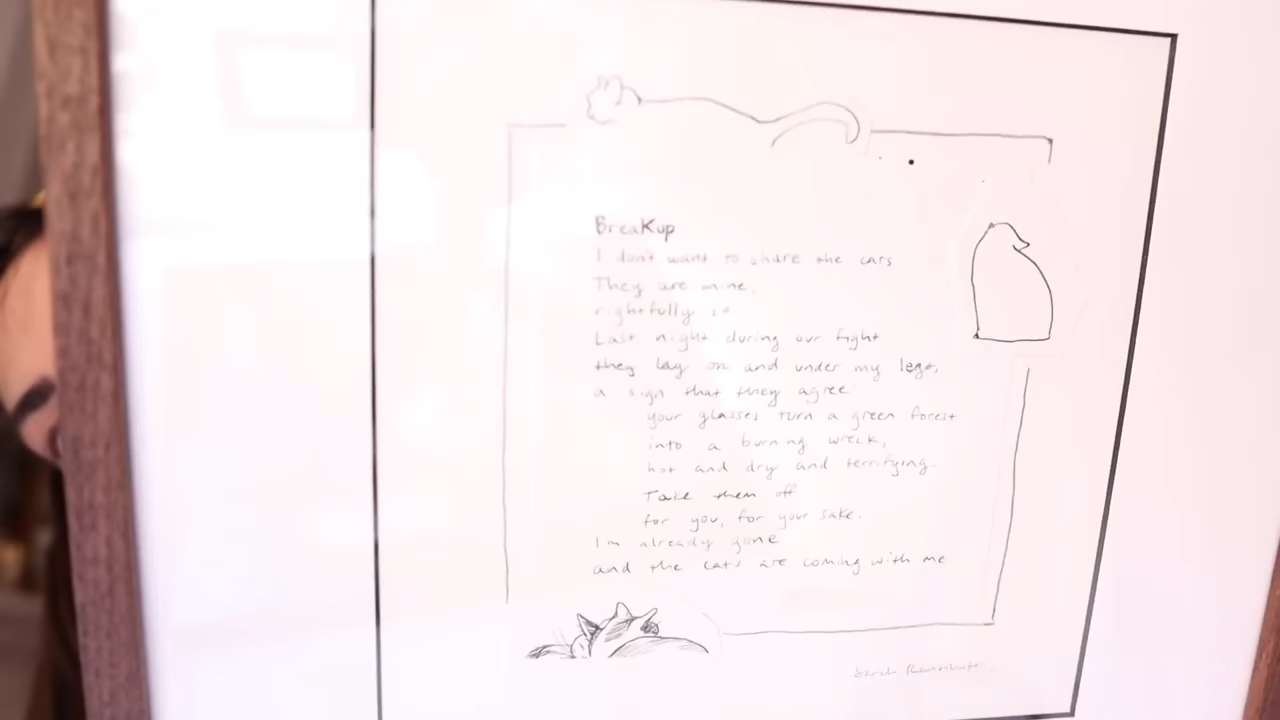 BreaKup
I don't want to share the cats
They are mine,
rightfully so
Last night during our fight
they lay on and under my legs,
a sign that they agree:
your glasses turn a green forest
into a burning wreck,
hot and dry and terrifying.
Take them off
for you, for your sake.
Im already gone
and the cats are coming with me
Sarah